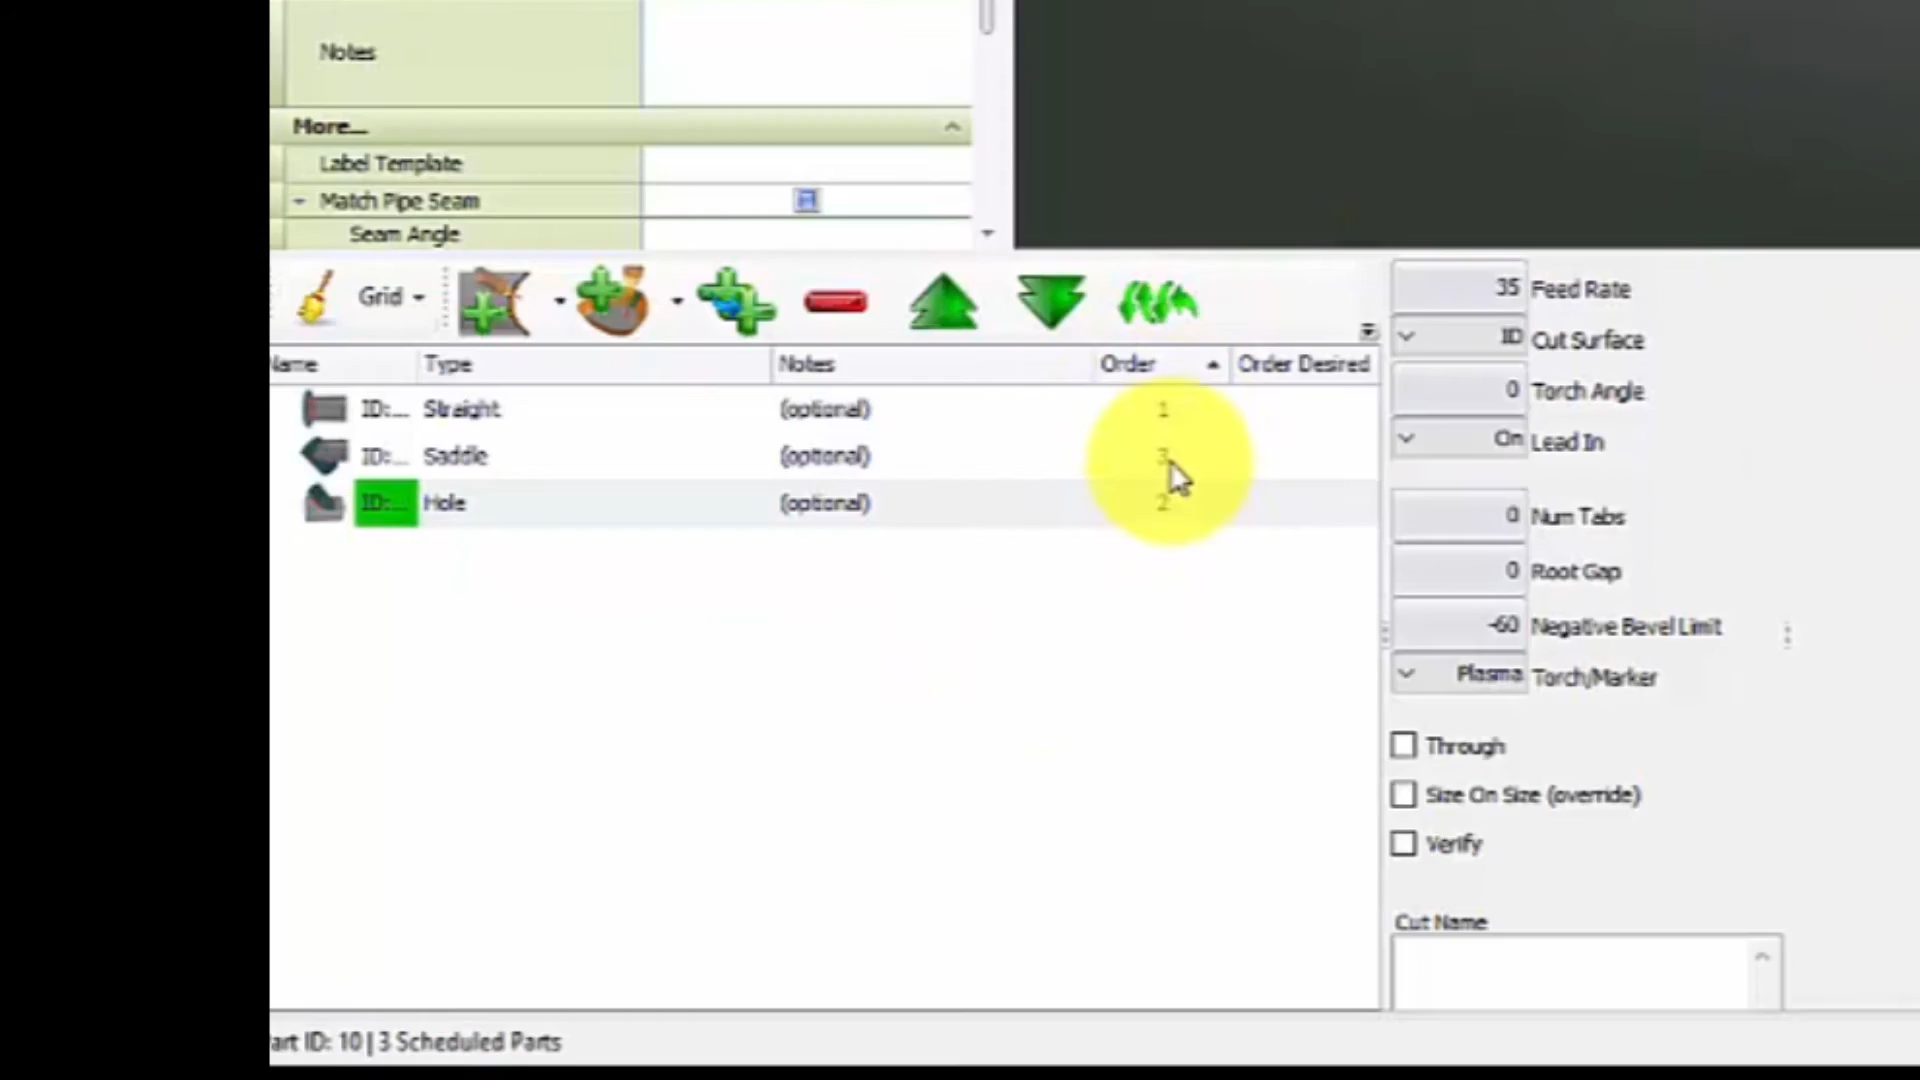 Notes
More...
Label Template
Match Pipe Seam
Seam Angle
Grid
Name Type Notes Order Order Desired
ID:... Straight (optional) 1
ID:... Saddle (optional) 3
ID:... Hole (optional) 2
35 Feed Rate
ID Cut Surface
0 Torch Angle
On Lead In
0 Num Tabs
0 Root Gap
-60 Negative Bevel Limit
Plasma Torch/Marker
Through
Size On Size (override)
Verify
Cut Name
art ID: 10 | 3 Scheduled Parts